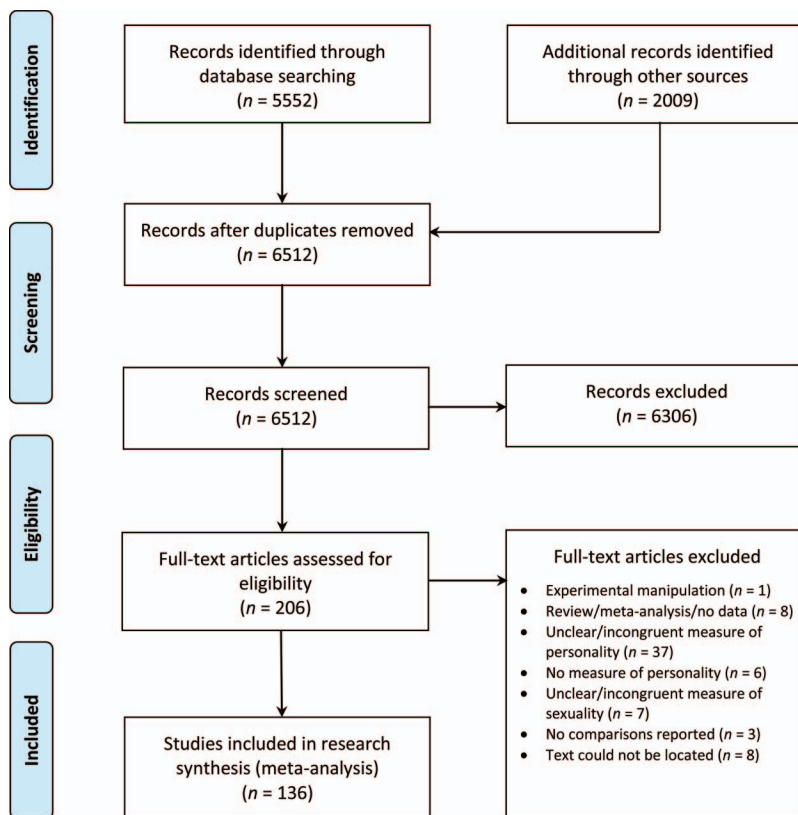 Identification
Records identified through
database searching
(n = 5552)
Additional records identified
through other sources
(n = 2009)
Screening
Records after duplicates removed
(n = 6512)
Records screened
(n = 6512)
Records excluded
(n = 6306)
Eligibility
Full-text articles assessed for
eligibility
(n = 206)
Full-text articles excluded
• Experimental manipulation (n = 1)
• Review/meta-analysis/no data (n = 8)
• Unclear/incongruent measure of
personality (n = 37)
• No measure of personality (n = 6)
• Unclear/incongruent measure of
sexuality (n = 7)
• No comparisons reported (n = 3)
• Text could not be located (n = 8)
Included
Studies included in research
synthesis (meta-analysis)
(n = 136)